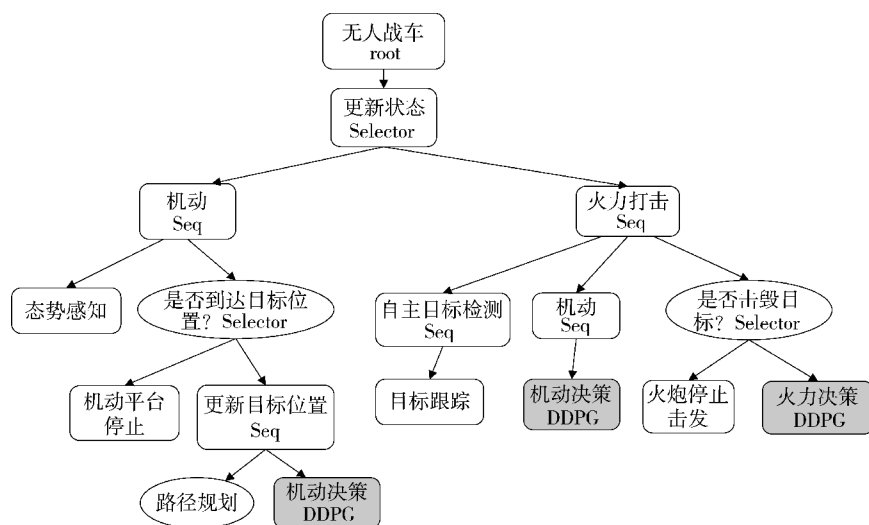 无人战车
root
更新状态
Selector
机动
Seq
火力打击
Seq
态势感知
是否到达目标位
置? Selector
自主目标检测
Seq
机动
Seq
是否击毁目
标? Selector
机动平台
停止
更新目标位置
Seq
目标跟踪
机动决策
DDPG
火炮停止
击发
火力决策
DDPG
路径规划
机动决策
DDPG